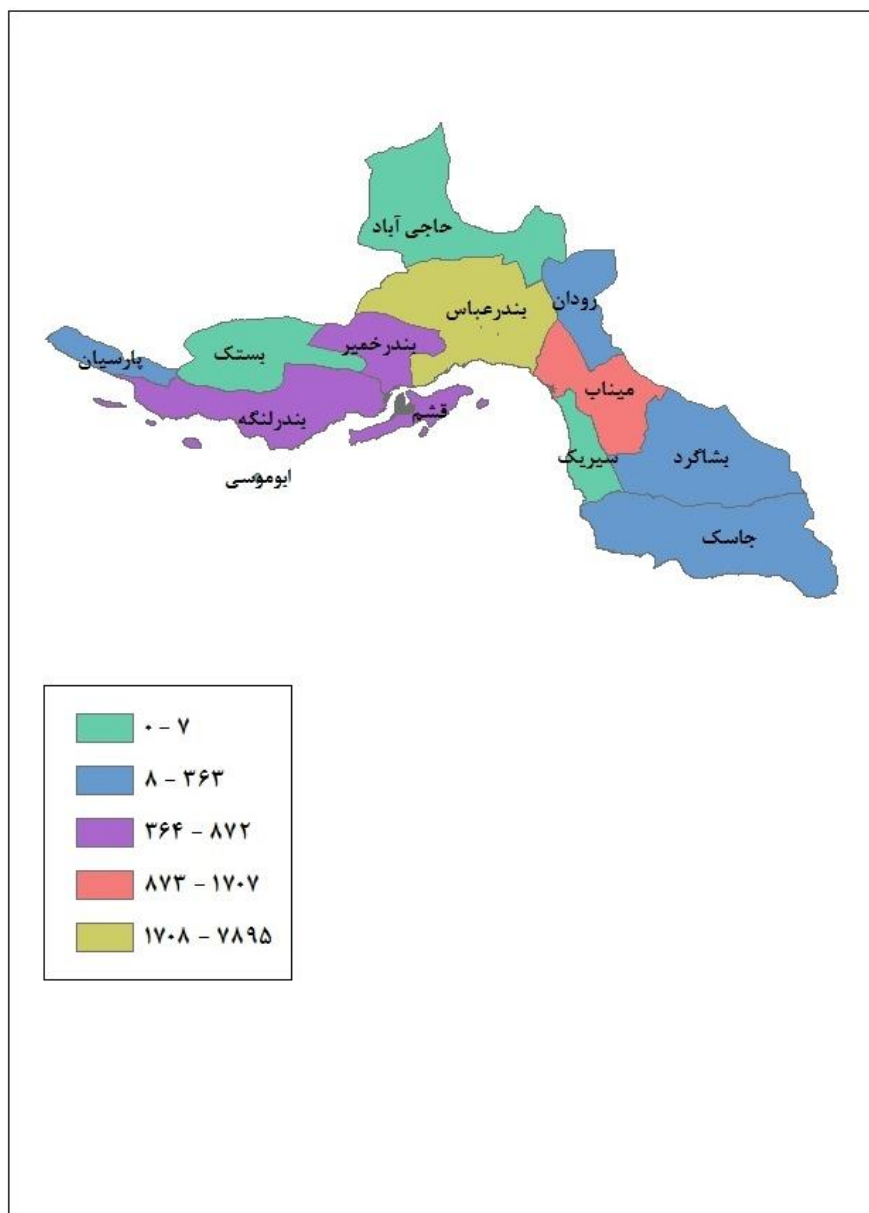 حاجی آباد
رودان
بندرعباس
بندرخمیر
بستک
پارسیان
میناب
قشم
بندرلنگه
سیریک
بشاگرد
ابوموسی
جاسک
۰ - ۷
۸ - ۳۶۳
۳۶۴ - ۸۷۲
۸۷۳ - ۱۷۰۷
۱۷۰۸ - ۷۸۹۵